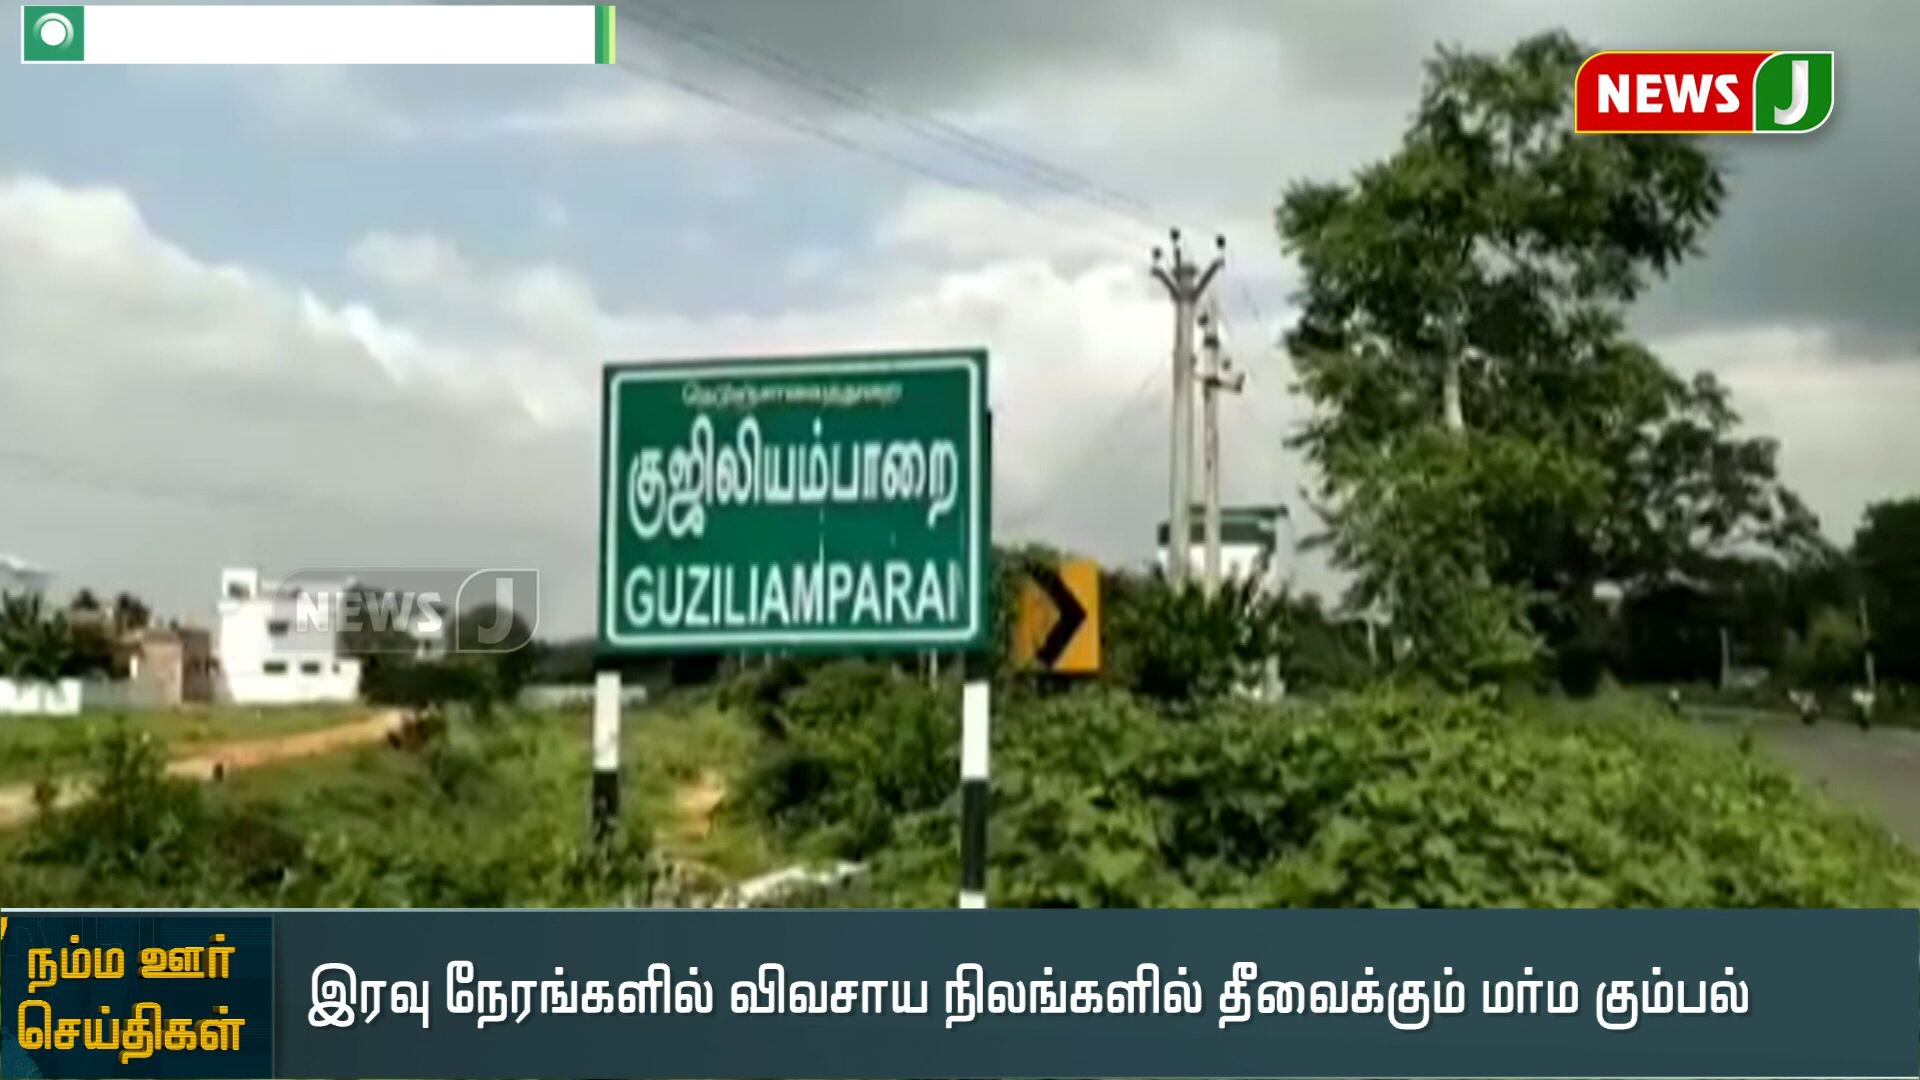 NEWS J
நெடுஞ்சாலைத்துறை
குஜிலியம்பாறை
GUZILIAMPARAI
NEWS J
நம்ம ஊர்
செய்திகள்
இரவு நேரங்களில் விவசாய நிலங்களில் தீவைக்கும் மர்ம கும்பல்